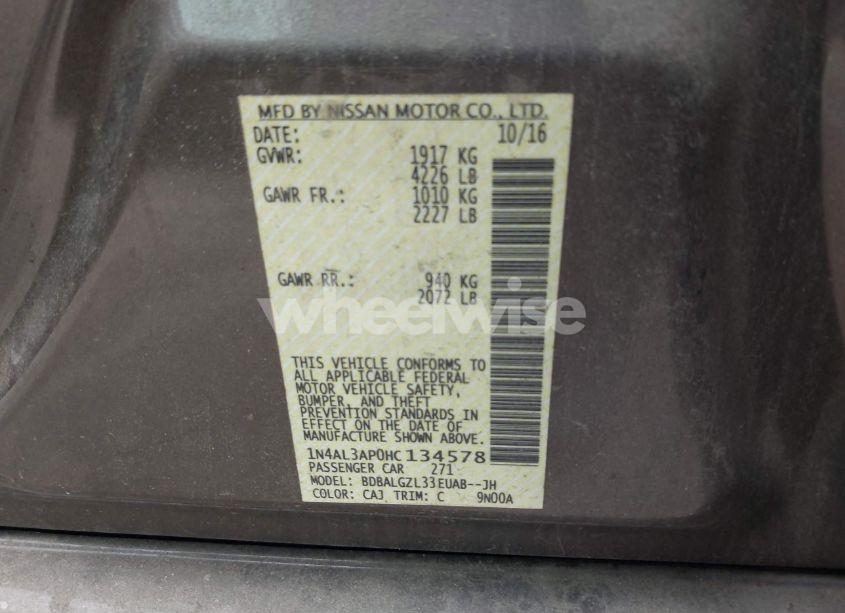 MFD BY NISSAN MOTOR CO., LTD.
DATE: 10/16
GVWR: 1917 KG
4226 LB
GAWR FR.: 1010 KG
2227 LB
GAWR RR.: 940 KG
2072 LB
wheelwise
THIS VEHICLE CONFORMS TO
ALL APPLICABLE FEDERAL
MOTOR VEHICLE SAFETY,
BUMPER, AND THEFT
PREVENTION STANDARDS IN
EFFECT ON THE DATE OF
MANUFACTURE SHOWN ABOVE.
1N4AL3AP0HC134578
PASSENGER CAR 271
MODEL: BDBALGZL33EUAB--JH
COLOR: CAJ TRIM: C 9N00A